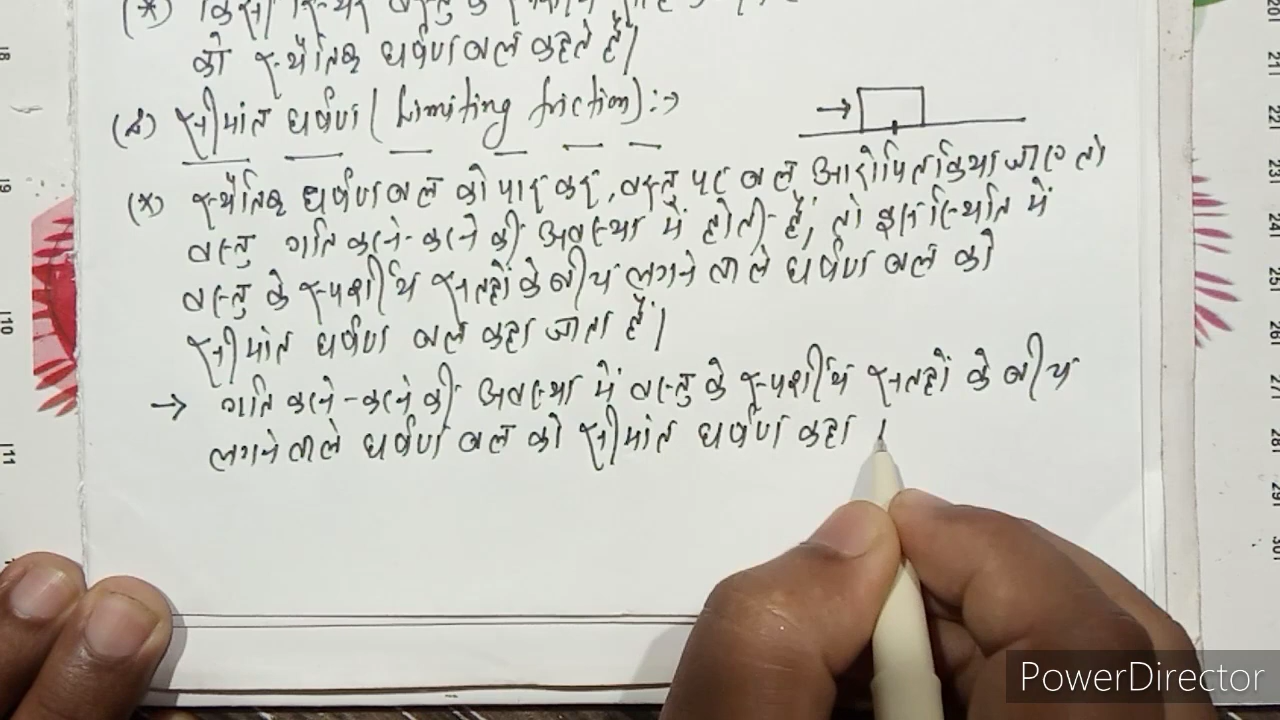 (*) किसी स्थिर वस्तु के
को स्थैतिक घर्षण बल कहते हैं।
सीमांत घर्षण (Limiting friction) :→
(*) स्थैतिक घर्षण बल को पार कर, वस्तु पर बल आरोपित किया जाए तो
वस्तु गति करने-करने की अवस्था में होती है, तो इस स्थिति में
वस्तु के स्पर्शीय सतहों के बीच लगने वाले घर्षण बल को
सीमांत घर्षण बल कहा जाता हैं।
→ गति करने-करने की अवस्था में वस्तु के स्पर्शीय सतहों के बीच
लगने वाले घर्षण बल को सीमांत घर्षण कहा
PowerDirector